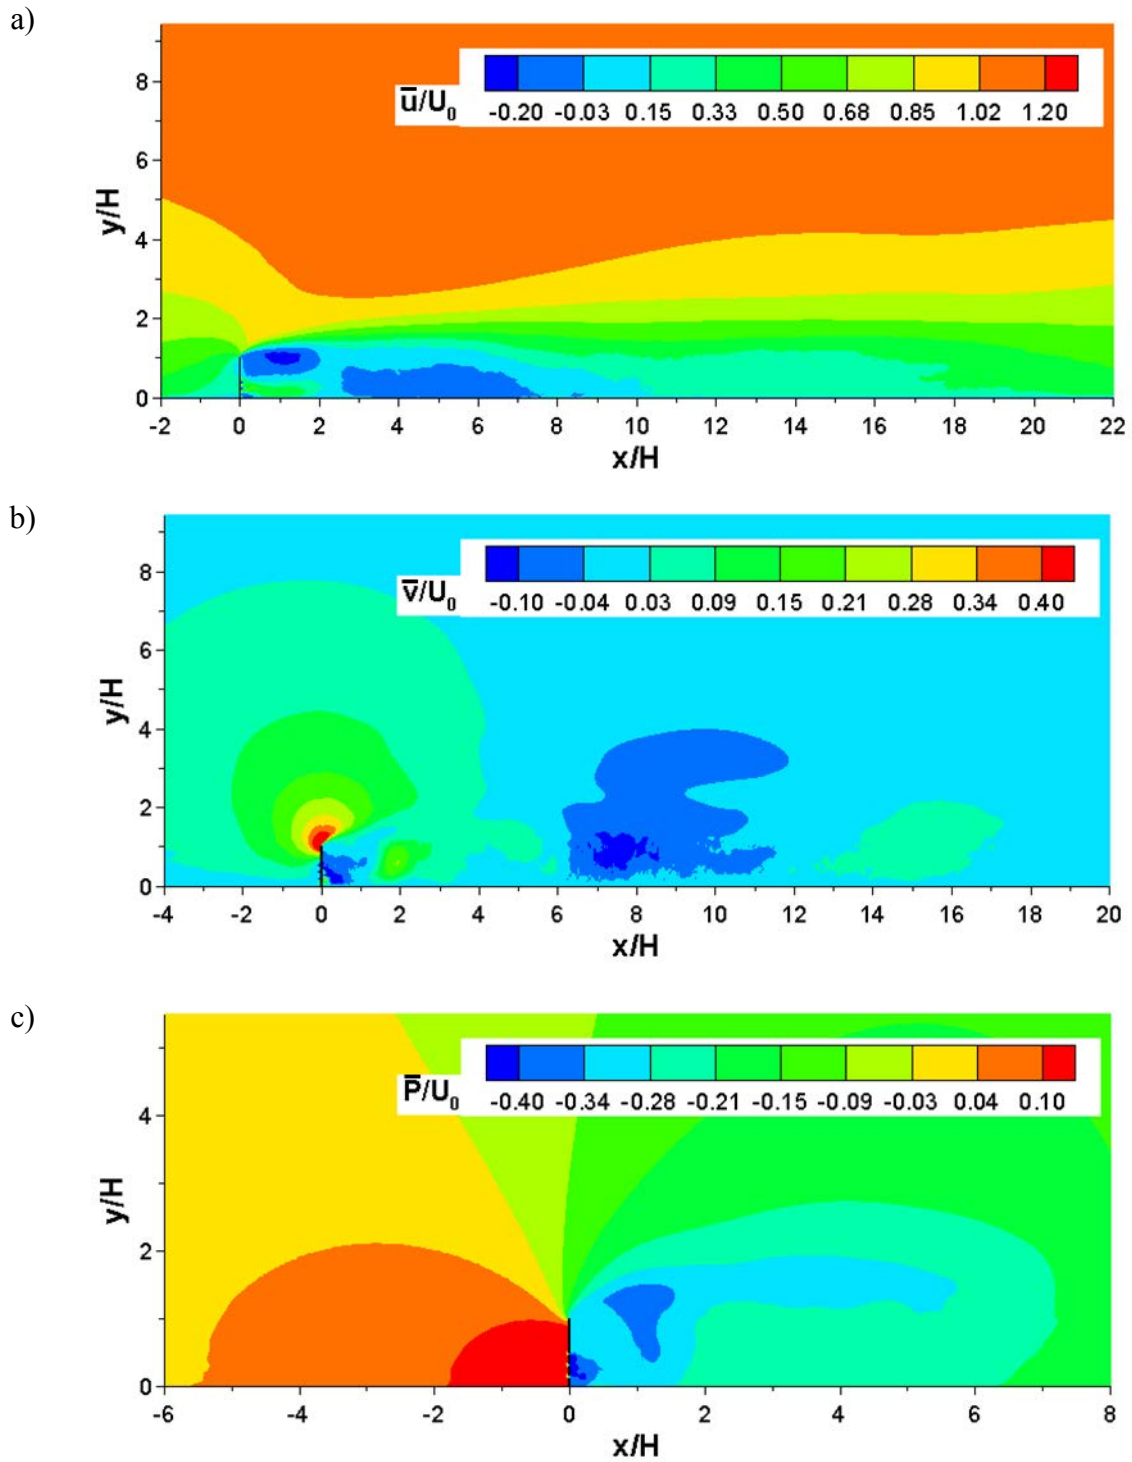 a)
8
6
4
2
0
y/H
u̅/U₀
-0.20 -0.03 0.15 0.33 0.50 0.68 0.85 1.02 1.20
-2 0 2 4 6 8 10 12 14 16 18 20 22
x/H
b)
8
6
4
2
0
y/H
v̅/U₀
-0.10 -0.04 0.03 0.09 0.15 0.21 0.28 0.34 0.40
-4 -2 0 2 4 6 8 10 12 14 16 18 20
x/H
c)
4
2
0
y/H
P̅/U₀
-0.40 -0.34 -0.28 -0.21 -0.15 -0.09 -0.03 0.04 0.10
-6 -4 -2 0 2 4 6 8
x/H